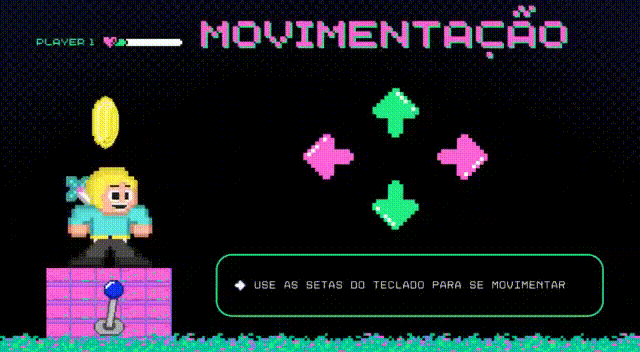 MOVIMENTAÇÃO
PLAYER 1
USE AS SETAS DO TECLADO PARA SE MOVIMENTAR